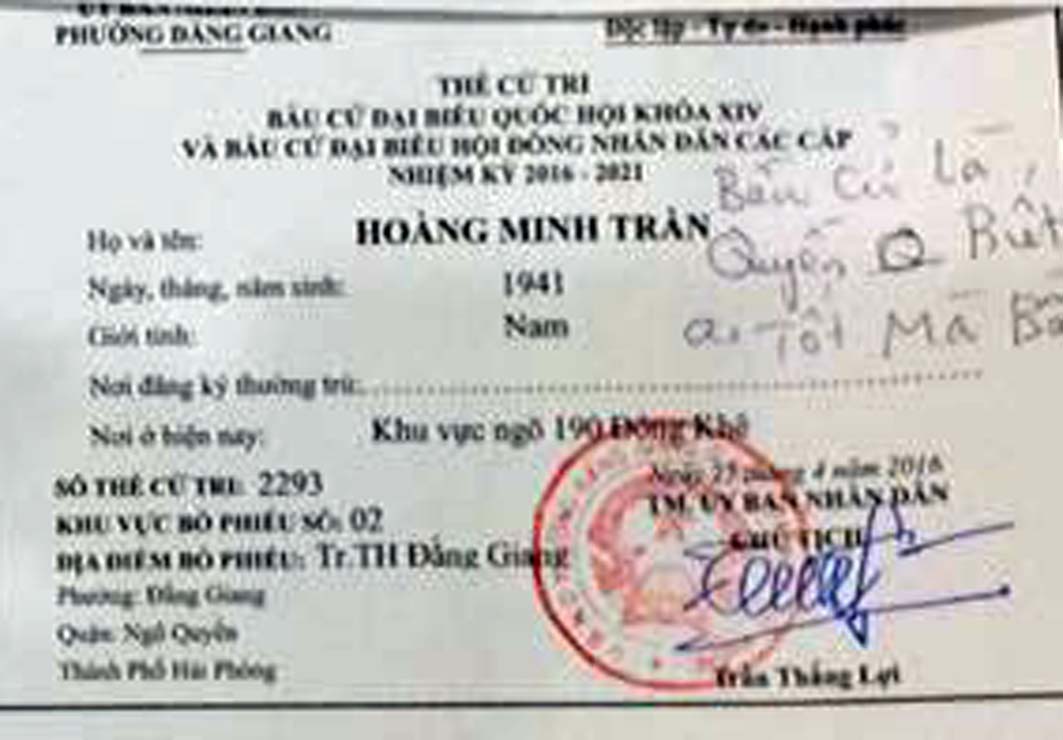 PHƯỜNG ĐẰNG GIANG
Độc lập - Tự do - Hạnh phúc
THẺ CỬ TRI
BẦU CỬ ĐẠI BIỂU QUỐC HỘI KHÓA XIV
VÀ BẦU CỬ ĐẠI BIỂU HỘI ĐỒNG NHÂN DÂN CÁC CẤP
NHIỆM KỲ 2016 - 2021
Bầu Cử Là
Họ và tên: HOÀNG MINH TRÀN
Quyền Biết
Ngày, tháng, năm sinh: 1941
Giới tính: Nam
ai Tốt Mà
Nơi đăng ký thường trú:
Nơi ở hiện nay: Khu vực ngõ 190 Đông Khê
Ngày 25 tháng 4 năm 2016
SỐ THẺ CỬ TRI: 2293
TM. ỦY BAN NHÂN DÂN
KHU VỰC BỎ PHIẾU SỐ: 02
CHỦ TỊCH
ĐỊA ĐIỂM BỎ PHIẾU: Tr.TH Đằng Giang
Phường: Đằng Giang
Quận: Ngô Quyền
Thành Phố Hải Phòng
Trần Thắng Lợi